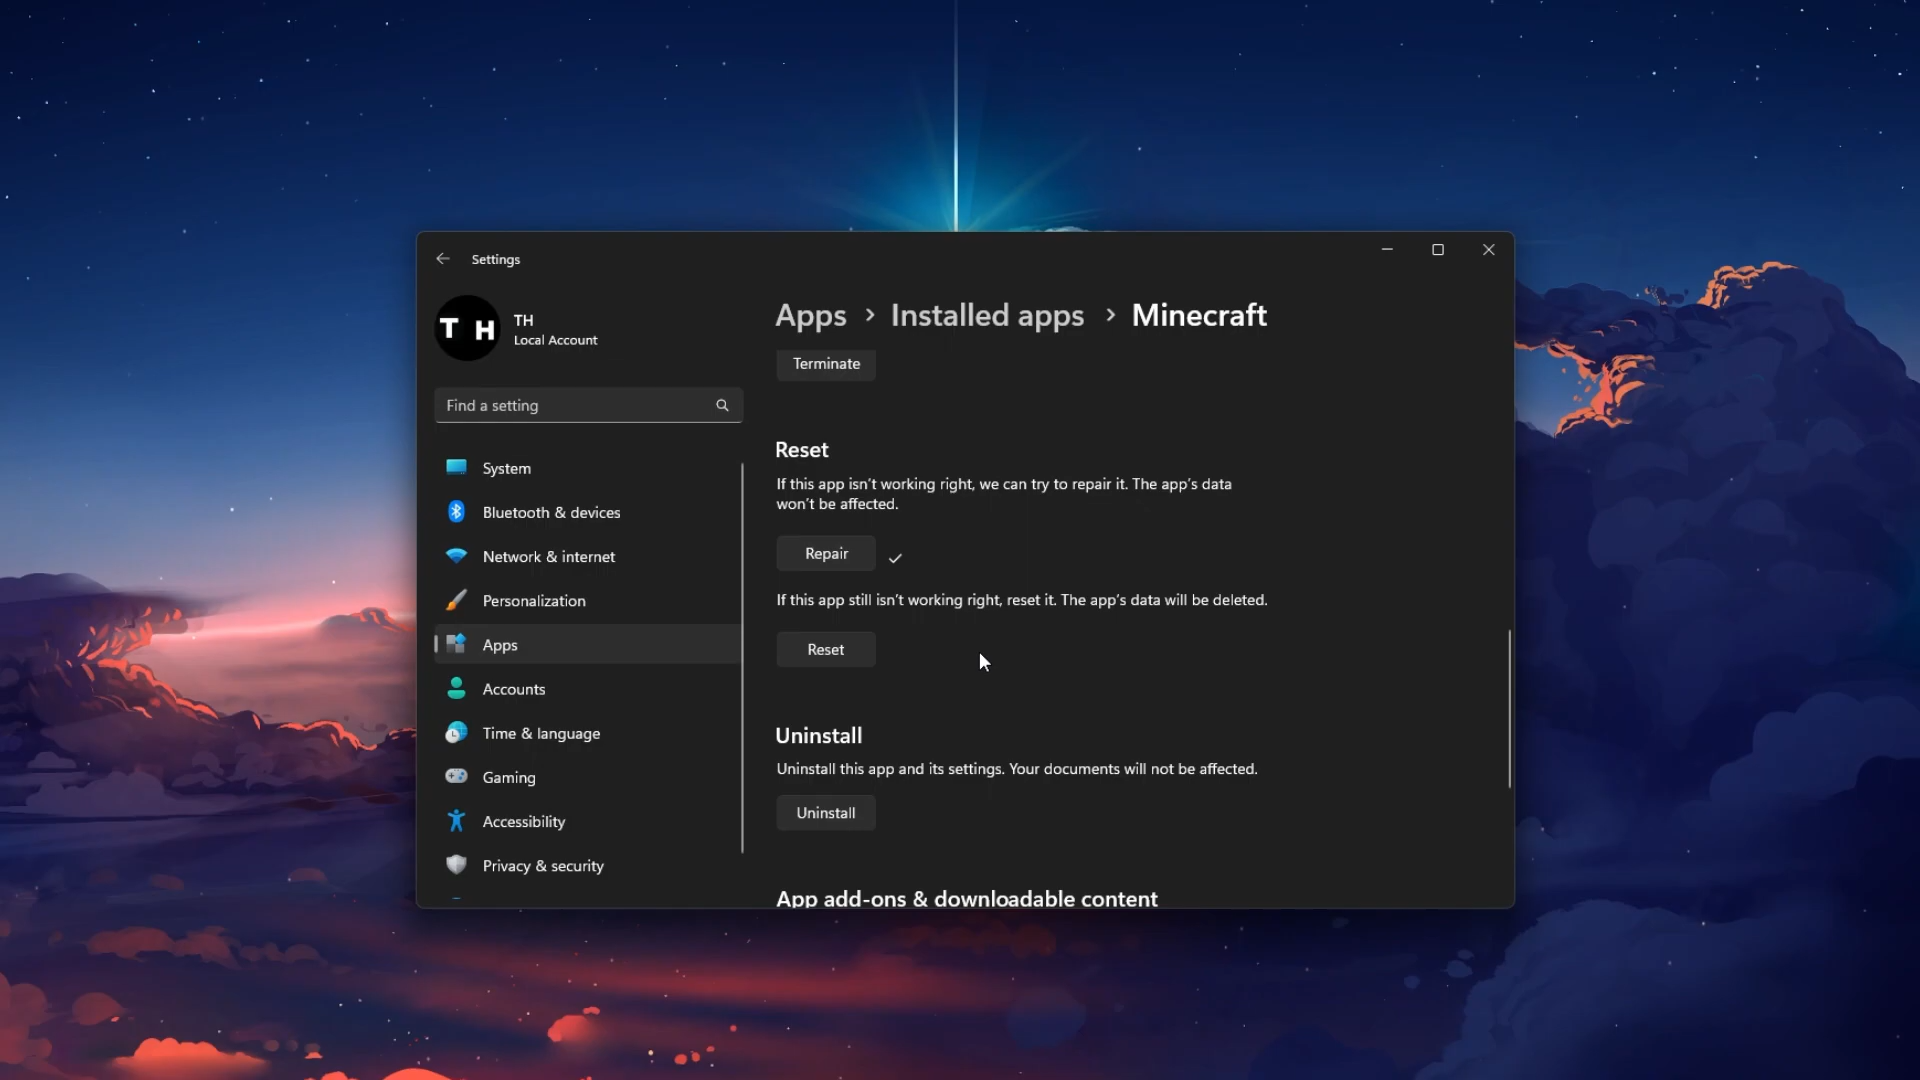 Settings
T H
TH
Local Account
Find a setting
System
Bluetooth & devices
Network & internet
Personalization
Apps
Accounts
Time & language
Gaming
Accessibility
Privacy & security
Apps › Installed apps › Minecraft
Terminate
Reset
If this app isn't working right, we can try to repair it. The app's data
won't be affected.
Repair
If this app still isn't working right, reset it. The app's data will be deleted.
Reset
Uninstall
Uninstall this app and its settings. Your documents will not be affected.
Uninstall
App add-ons & downloadable content